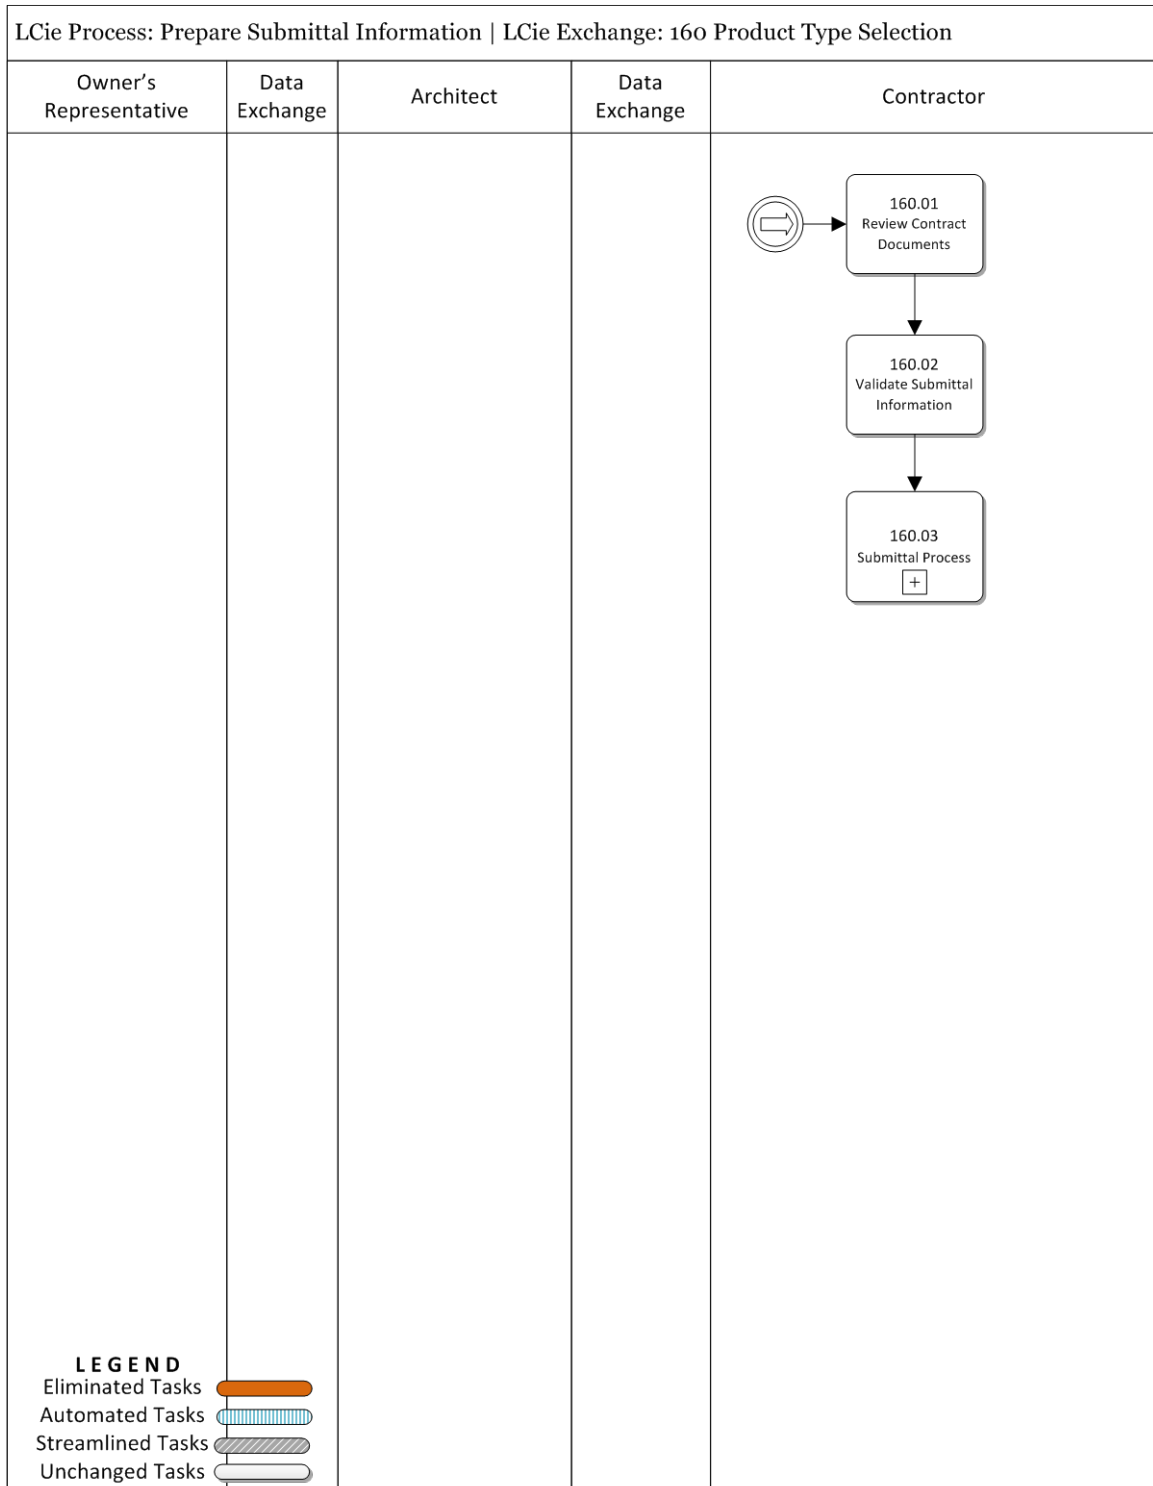 LCie Process: Prepare Submittal Information | LCie Exchange: 160 Product Type Selection
Owner's
Representative
Data
Exchange
Architect
Data
Exchange
Contractor
160.01
Review Contract
Documents
160.02
Validate Submittal
Information
160.03
Submittal Process
+
LEGEND
Eliminated Tasks
Automated Tasks
Streamlined Tasks
Unchanged Tasks